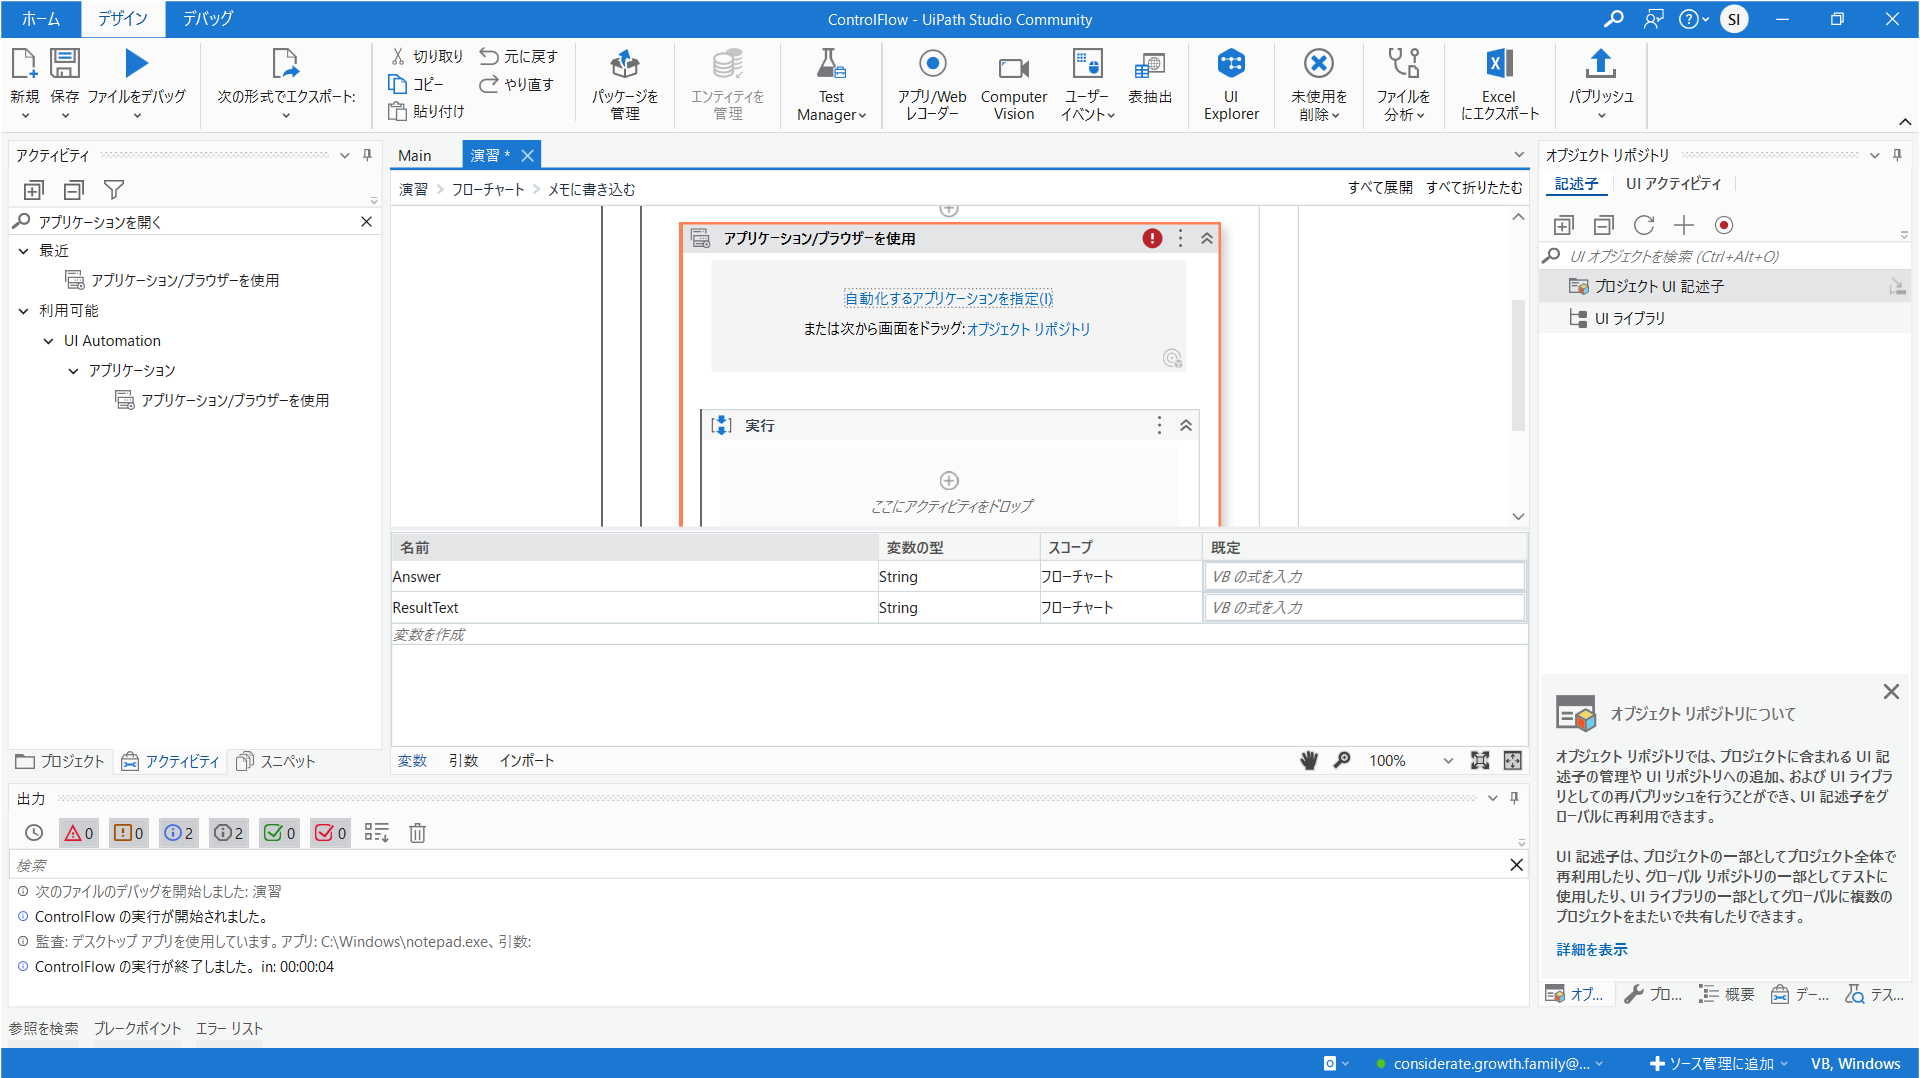 ホーム デザイン デバッグ ControlFlow - UiPath Studio Community SI
新規 保存 ファイルをデバッグ 次の形式でエクスポート:
切り取り 元に戻す
コピー やり直す
貼り付け
パッケージを管理 エンティティを管理 Test Manager アプリ/Web レコーダー Computer Vision ユーザー イベント 表抽出 UI Explorer 未使用を削除 ファイルを分析 Excel にエクスポート パブリッシュ
アクティビティ
アプリケーションを開く
最近
アプリケーション/ブラウザーを使用
利用可能
UI Automation
アプリケーション
アプリケーション/ブラウザーを使用
プロジェクト アクティビティ スニペット
Main 演習 *
演習 > フローチャート > メモに書き込む すべて展開 すべて折りたたむ
アプリケーション/ブラウザーを使用
自動化するアプリケーションを指定(I)
または次から画面をドラッグ:オブジェクト リポジトリ
実行
ここにアクティビティをドロップ
名前 変数の型 スコープ 既定
Answer String フローチャート VB の式を入力
ResultText String フローチャート VB の式を入力
変数を作成
変数 引数 インポート 100%
出力
0 0 2 2 0 0
検索
次のファイルのデバッグを開始しました: 演習
ControlFlow の実行が開始されました。
監査: デスクトップ アプリを使用しています。アプリ: C:\Windows\notepad.exe、引数:
ControlFlow の実行が終了しました。 in: 00:00:04
参照を検索 ブレークポイント エラー リスト
オブジェクト リポジトリ
記述子 UI アクティビティ
UI オブジェクトを検索 (Ctrl+Alt+O)
プロジェクト UI 記述子
UI ライブラリ
オブジェクト リポジトリについて
オブジェクト リポジトリでは、プロジェクトに含まれる UI 記
述子の管理や UI リポジトリへの追加、および UI ライブラ
リとしての再パブリッシュを行うことができ、UI 記述子をグ
ローバルに再利用できます。
UI 記述子は、プロジェクトの一部としてプロジェクト全体で
再利用したり、グローバル リポジトリの一部としてテストに
使用したり、UI ライブラリの一部としてグローバルに複数の
プロジェクトをまたいで共有したりできます。
詳細を表示
オブ... プロ... 概要 デー... テス...
considerate.growth.family@... ソース管理に追加 VB, Windows